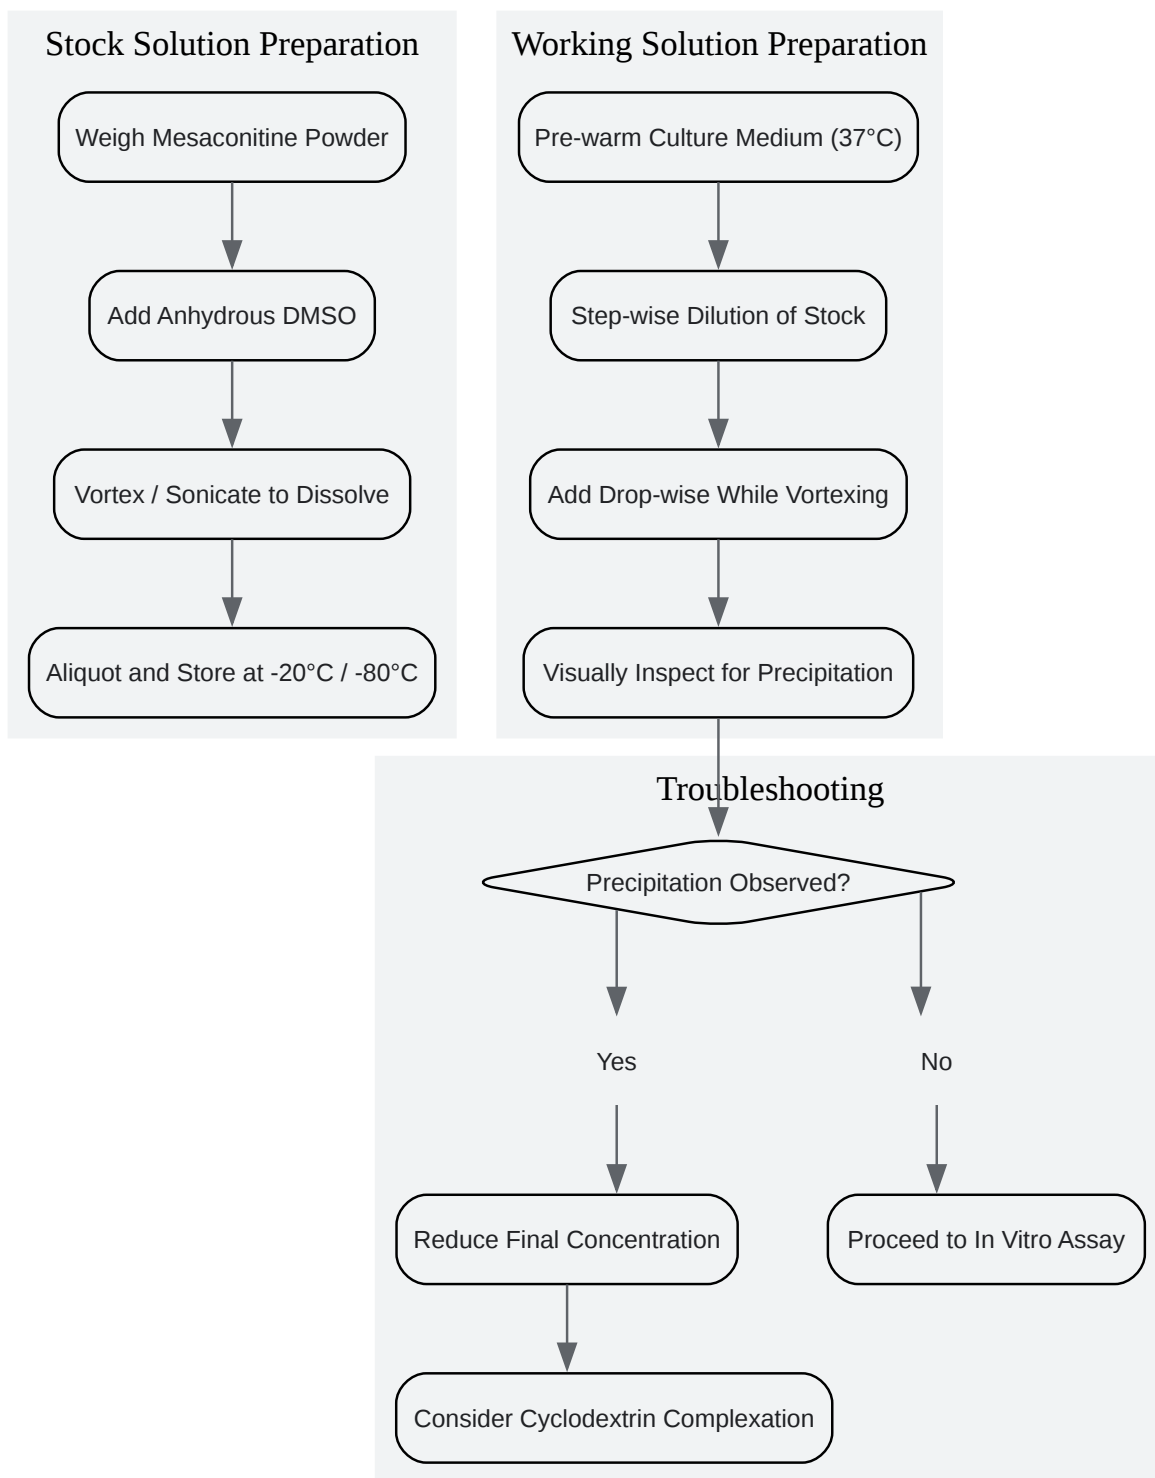 Stock Solution Preparation
Weigh Mesaconitine Powder
Add Anhydrous DMSO
Vortex / Sonicate to Dissolve
Aliquot and Store at -20°C / -80°C
Working Solution Preparation
Pre-warm Culture Medium (37°C)
Step-wise Dilution of Stock
Add Drop-wise While Vortexing
Visually Inspect for Precipitation
Troubleshooting
Precipitation Observed?
Yes
No
Reduce Final Concentration
Proceed to In Vitro Assay
Consider Cyclodextrin Complexation